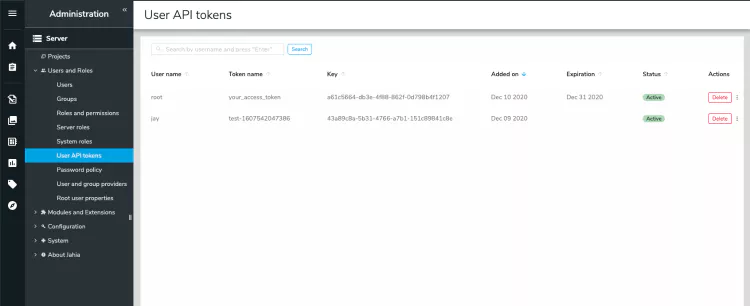 Administration
«
User API tokens
Server
Projects
Users and Roles
Users
Groups
Roles and permissions
Server roles
System roles
User API tokens
Password policy
User and group providers
Root user properties
Modules and Extensions
Configuration
System
About Jahia
Search by username and press "Enter"
Search
User name Token name Key Added on Expiration Status Actions
root your_access_token a61c5864-db3e-4f88-862f-0d798b4f1207 Dec 10 2020 Dec 31 2020 Active Delete
jay test-1607542047386 43a89c8a-5b31-4766-a7b1-151c89841c8e Dec 09 2020 Active Delete